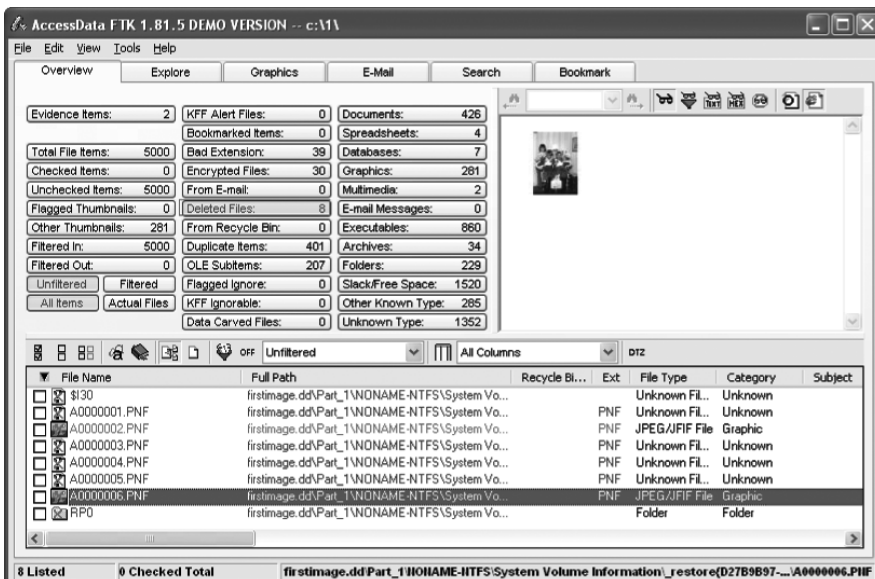 AccessData FTK 1.81.5 DEMO VERSION -- c:\1\
File Edit View Tools Help
Overview Explore Graphics E-Mail Search Bookmark
Evidence Items: 2 KFF Alert Files: 0 Documents: 426
Bookmarked Items: 0 Spreadsheets: 4
Total File Items: 5000 Bad Extension: 39 Databases: 7
Checked Items: 0 Encrypted Files: 30 Graphics: 281
Unchecked Items: 5000 From E-mail: 0 Multimedia: 2
Flagged Thumbnails: 0 Deleted Files: 8 E-mail Messages: 0
Other Thumbnails: 281 From Recycle Bin: 0 Executables: 860
Filtered In: 5000 Duplicate Items: 401 Archives: 34
Filtered Out: 0 OLE Subitems: 207 Folders: 229
Unfiltered Filtered Flagged Ignore: 0 Slack/Free Space: 1520
All Items Actual Files KFF Ignorable: 0 Other Known Type: 285
Data Carved Files: 0 Unknown Type: 1352
TEXT HEX
OFF Unfiltered All Columns DTZ
File Name Full Path Recycle Bi... Ext File Type Category Subject
$I30 firstimage.dd\Part_1\NONAME-NTFS\System Vo... Unknown Fil... Unknown
A0000001.PNF firstimage.dd\Part_1\NONAME-NTFS\System Vo... PNF Unknown Fil... Unknown
A0000002.PNF firstimage.dd\Part_1\NONAME-NTFS\System Vo... PNF JPEG/JFIF File Graphic
A0000003.PNF firstimage.dd\Part_1\NONAME-NTFS\System Vo... PNF Unknown Fil... Unknown
A0000004.PNF firstimage.dd\Part_1\NONAME-NTFS\System Vo... PNF Unknown Fil... Unknown
A0000005.PNF firstimage.dd\Part_1\NONAME-NTFS\System Vo... PNF Unknown Fil... Unknown
A0000006.PNF firstimage.dd\Part_1\NONAME-NTFS\System Vo... PNF JPEG/JFIF File Graphic
RP0 firstimage.dd\Part_1\NONAME-NTFS\System Vo... Folder Folder
8 Listed 0 Checked Total firstimage.dd\Part_1\NONAME-NTFS\System Volume Information\_restore{D27B9B97-...\A0000006.PNF